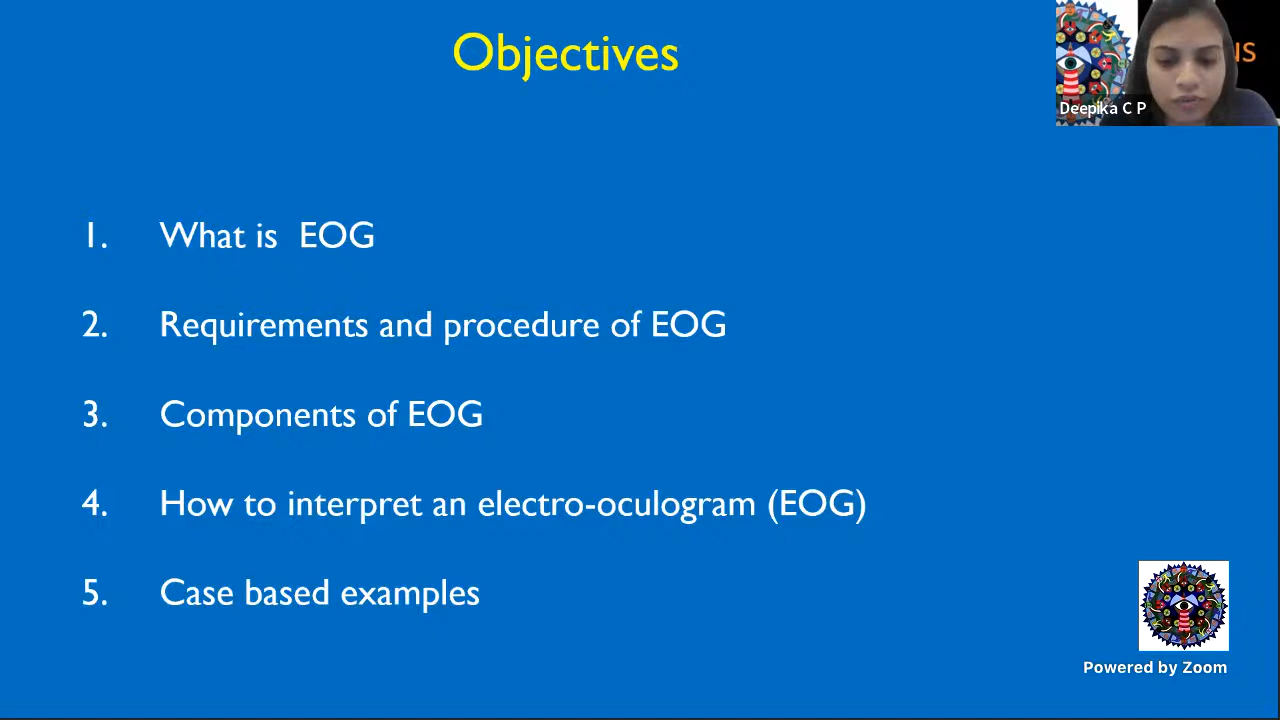 Objectives
NS
Deepika C P
1. What is EOG
2. Requirements and procedure of EOG
3. Components of EOG
4. How to interpret an electro-oculogram (EOG)
5. Case based examples
Powered by Zoom